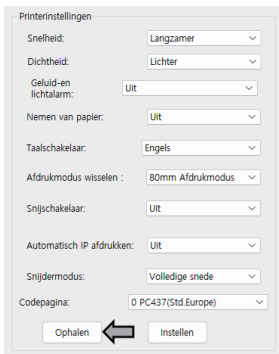 Printerinstellingen
Snelheid: Langzamer
Dichtheid: Lichter
Geluid-en
lichtalarm: Uit
Nemen van papier: Uit
Taalschakelaar: Engels
Afdrukmodus wisselen : 80mm Afdrukmodus
Snijschakelaar: Uit
Automatisch IP afdrukken: Uit
Snijdermodus: Volledige snede
Codepagina: 0 PC437(Std.Europe)
Ophalen Instellen